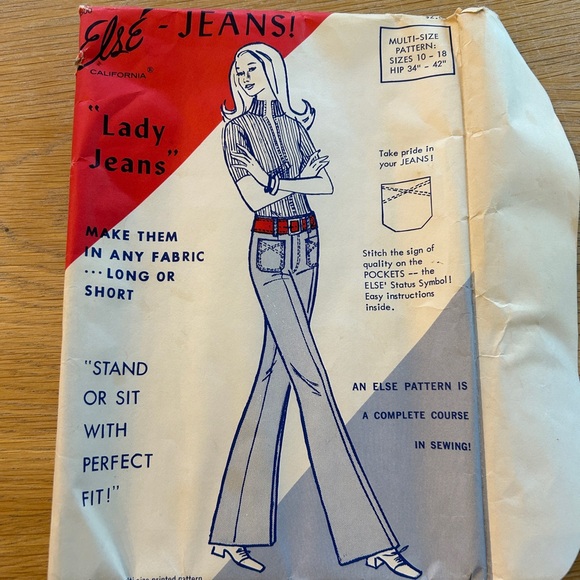 Elsé - JEANS!
CALIFORNIA®
"Lady
Jeans"
MAKE THEM
IN ANY FABRIC
...LONG OR
SHORT
"STAND
OR SIT
WITH
PERFECT
FIT!"
MULTI-SIZE
PATTERN:
SIZES 10 - 18
HIP 34" - 42"
Take pride in
your JEANS!
Stitch the sign of
quality on the
POCKETS -- the
ELSE' Status Symbol!
Easy instructions
inside.
AN ELSE PATTERN IS
A COMPLETE COURSE
IN SEWING!
printed pattern